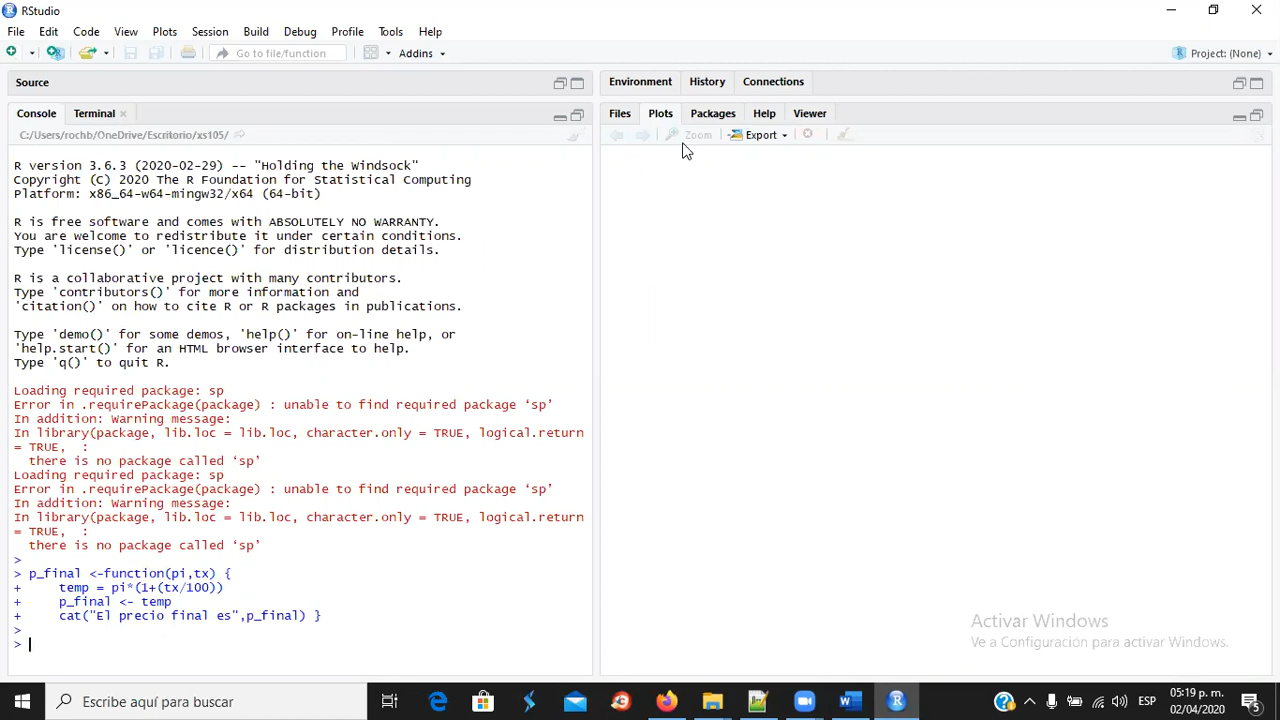 RStudio
File Edit Code View Plots Session Build Debug Profile Tools Help
Go to file/function Addins Project: (None)
Source
Environment History Connections
Console Terminal
Files Plots Packages Help Viewer
C:/Users/rochb/OneDrive/Escritorio/xs105/
Zoom Export
R version 3.6.3 (2020-02-29) -- "Holding the Windsock"
Copyright (C) 2020 The R Foundation for Statistical Computing
Platform: x86_64-w64-mingw32/x64 (64-bit)
R is free software and comes with ABSOLUTELY NO WARRANTY.
You are welcome to redistribute it under certain conditions.
Type 'license()' or 'licence()' for distribution details.
R is a collaborative project with many contributors.
Type 'contributors()' for more information and
'citation()' on how to cite R or R packages in publications.
Type 'demo()' for some demos, 'help()' for on-line help, or
'help.start()' for an HTML browser interface to help.
Type 'q()' to quit R.
Loading required package: sp
Error in .requirePackage(package) : unable to find required package ‘sp’
In addition: Warning message:
In library(package, lib.loc = lib.loc, character.only = TRUE, logical.return
= TRUE,  :
  there is no package called ‘sp’
Loading required package: sp
Error in .requirePackage(package) : unable to find required package ‘sp’
In addition: Warning message:
In library(package, lib.loc = lib.loc, character.only = TRUE, logical.return
= TRUE,  :
  there is no package called ‘sp’
>
> p_final <-function(pi,tx) {
+     temp = pi*(1+(tx/100))
+     p_final <- temp
+     cat("El precio final es",p_final) }
>
>
Activar Windows
Ve a Configuración para activar Windows.
Escribe aquí para buscar
ESP
05:19 p. m.
02/04/2020
5